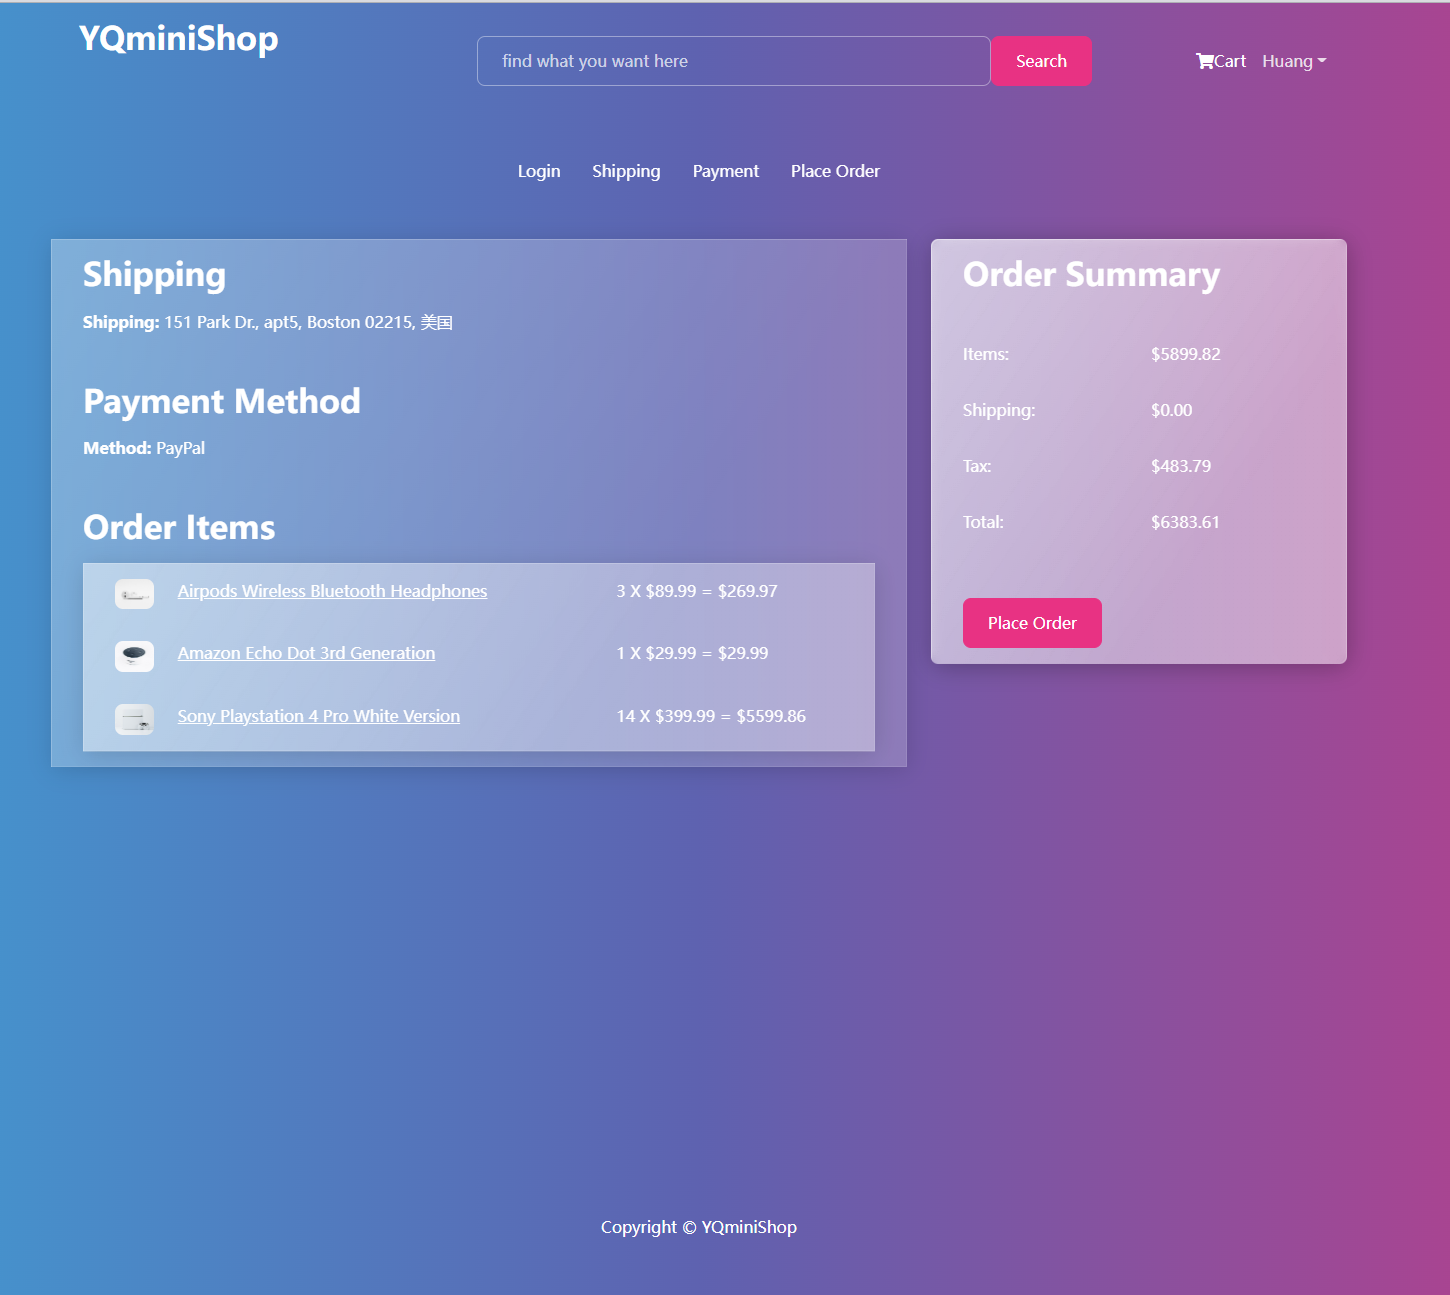 YQminiShop
find what you want here
Search
Cart
Huang
Login
Shipping
Payment
Place Order
Shipping
Shipping: 151 Park Dr., apt5, Boston 02215, 美国
Payment Method
Method: PayPal
Order Items
Airpods Wireless Bluetooth Headphones
3 X $89.99 = $269.97
Amazon Echo Dot 3rd Generation
1 X $29.99 = $29.99
Sony Playstation 4 Pro White Version
14 X $399.99 = $5599.86
Order Summary
Items:
$5899.82
Shipping:
$0.00
Tax:
$483.79
Total:
$6383.61
Place Order
Copyright © YQminiShop